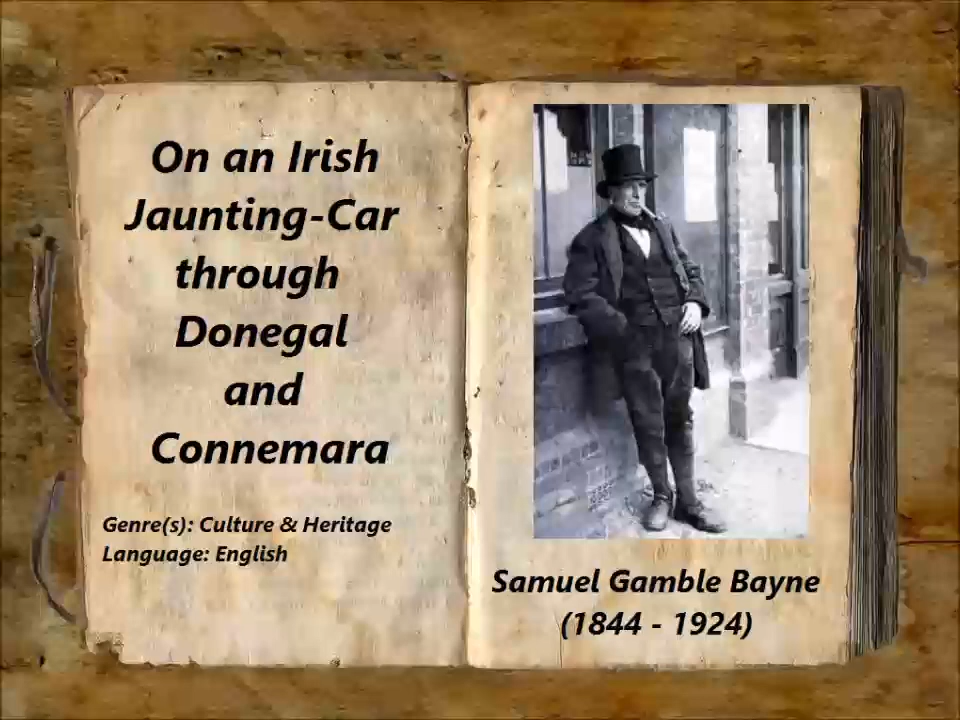 On an Irish
Jaunting-Car
through
Donegal
and
Connemara
Genre(s): Culture & Heritage
Language: English
Samuel Gamble Bayne
(1844 - 1924)